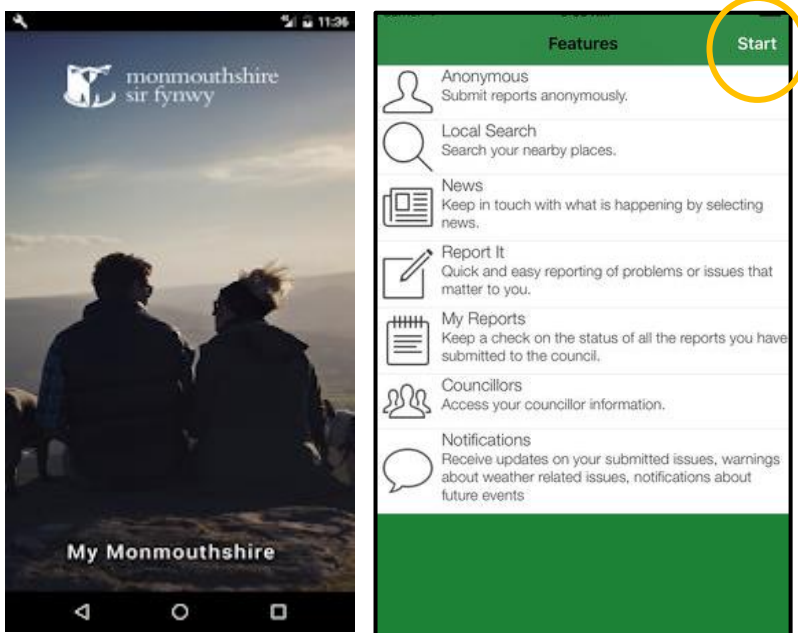 11:36
monmouthshire
sir fynwy
My Monmouthshire
Features
Start
Anonymous
Submit reports anonymously.
Local Search
Search your nearby places.
News
Keep in touch with what is happening by selecting
news.
Report It
Quick and easy reporting of problems or issues that
matter to you.
My Reports
Keep a check on the status of all the reports you have
submitted to the council.
Councillors
Access your councillor information.
Notifications
Receive updates on your submitted issues, warnings
about weather related issues, notifications about
future events